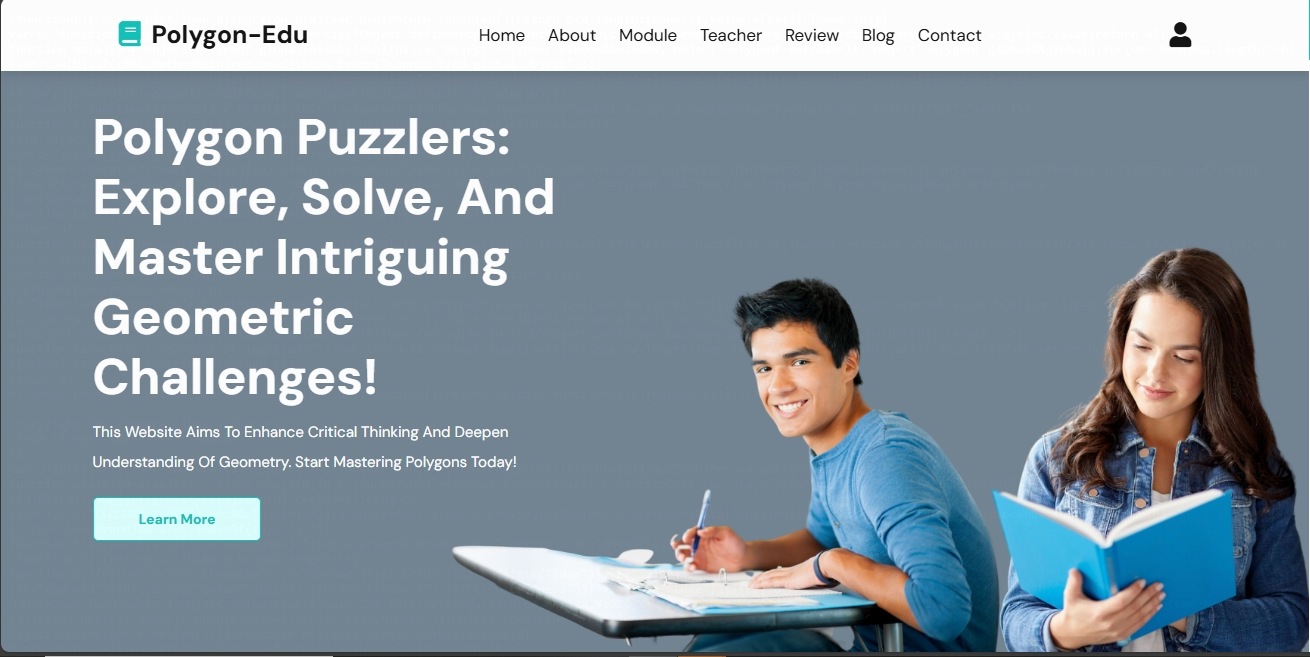 Polygon-Edu
Home About Module Teacher Review Blog Contact
Polygon Puzzlers:
Explore, Solve, And
Master Intriguing
Geometric
Challenges!
This Website Aims To Enhance Critical Thinking And Deepen
Understanding Of Geometry. Start Mastering Polygons Today!
Learn More